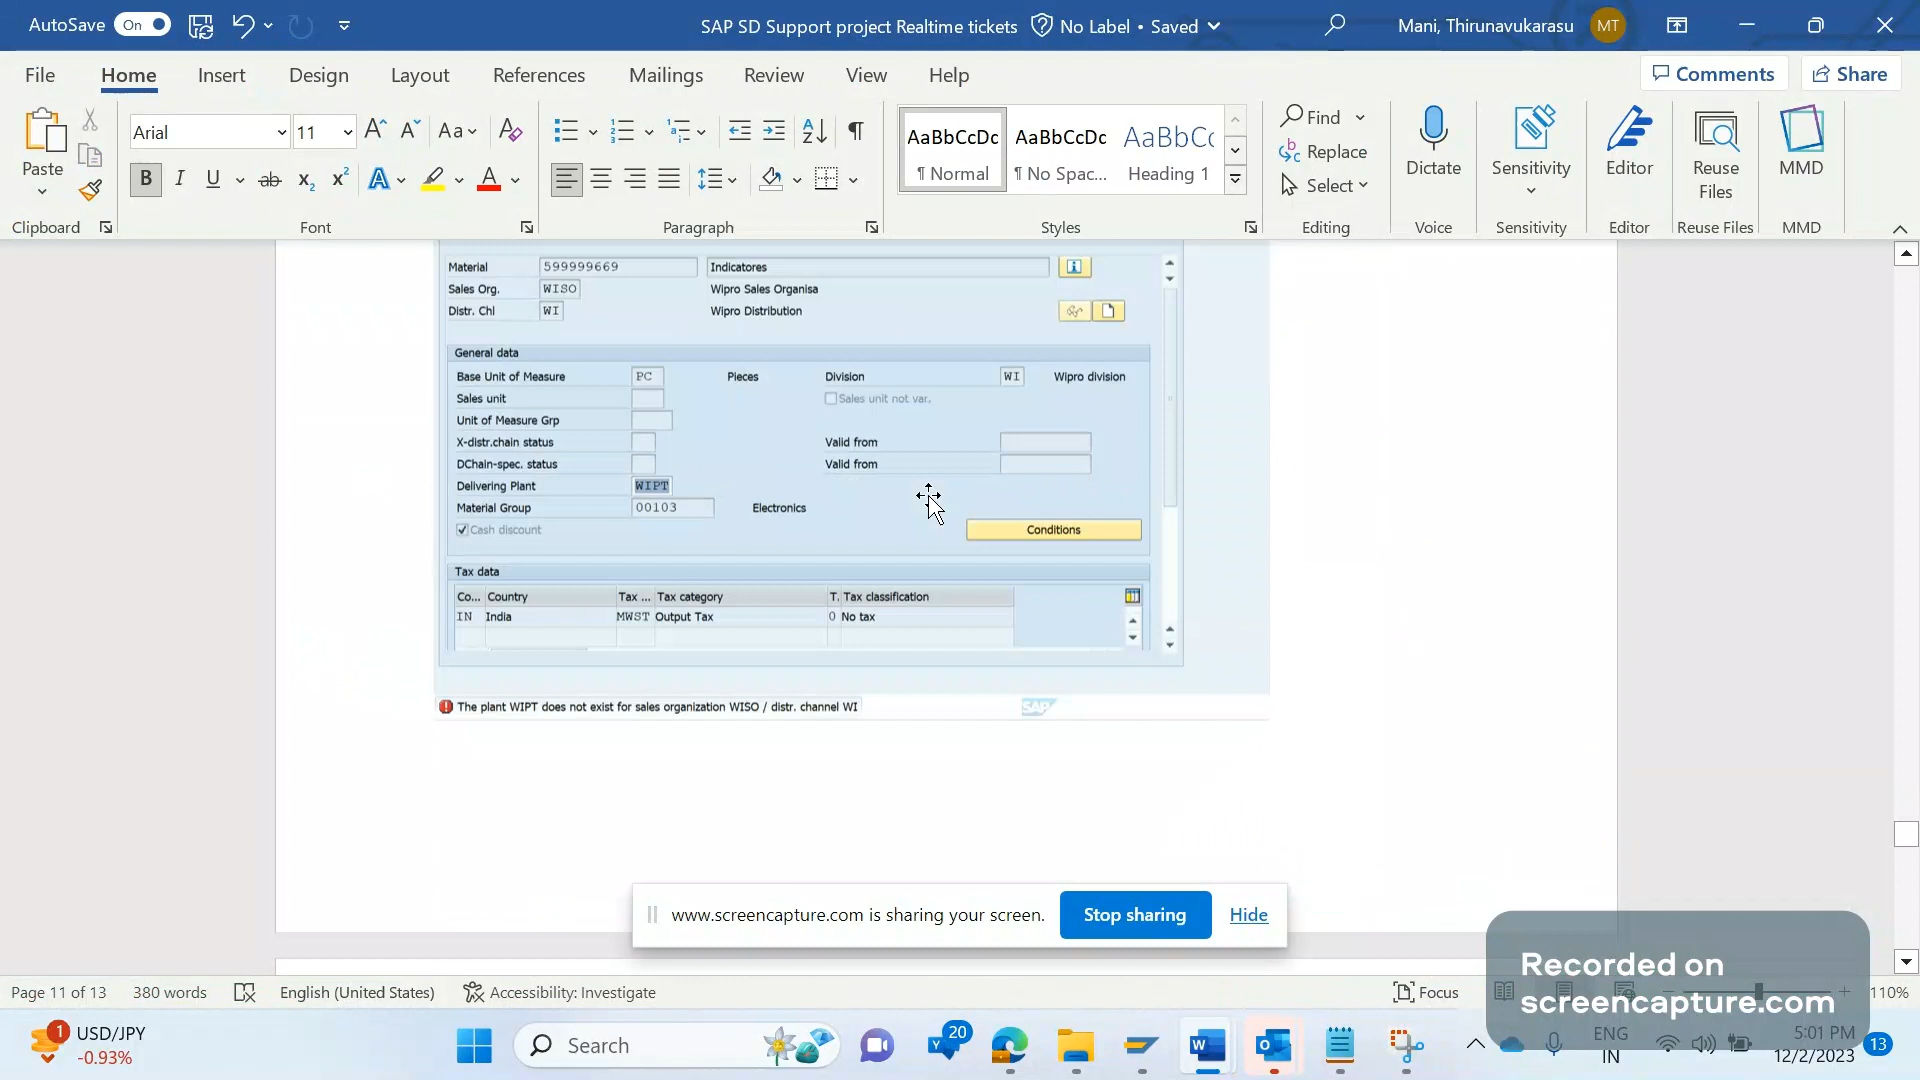 AutoSave On
SAP SD Support project Realtime tickets No Label • Saved
Mani, Thirunavukarasu MT
File Home Insert Design Layout References Mailings Review View Help
Comments Share
Paste
Arial 11
Aa
B I U ab x2 x2 A A
AaBbCcDc AaBbCcDc AaBbCc
¶ Normal ¶ No Spac... Heading 1
Find
Replace
Select
Dictate
Sensitivity
Editor
Reuse
Files
MMD
Clipboard Font Paragraph Styles Editing Voice Sensitivity Editor Reuse Files MMD
Material 599999669 Indicatores
Sales Org. WISO Wipro Sales Organisa
Distr. Chl WI Wipro Distribution
General data
Base Unit of Measure PC Pieces Division WI Wipro division
Sales unit Sales unit not var.
Unit of Measure Grp
X-distr.chain status Valid from
DChain-spec. status Valid from
Delivering Plant WIPT
Material Group 00103 Electronics
Cash discount Conditions
Tax data
Co... Country Tax ... Tax category T. Tax classification
IN India MWST Output Tax 0 No tax
The plant WIPT does not exist for sales organization WISO / distr. channel WI
SAP
www.screencapture.com is sharing your screen. Stop sharing Hide
Recorded on
screencapture.com
Page 11 of 13 380 words English (United States) Accessibility: Investigate Focus 110%
1 USD/JPY
-0.93%
Search
20
ENG
IN
5:01 PM
12/2/2023
13